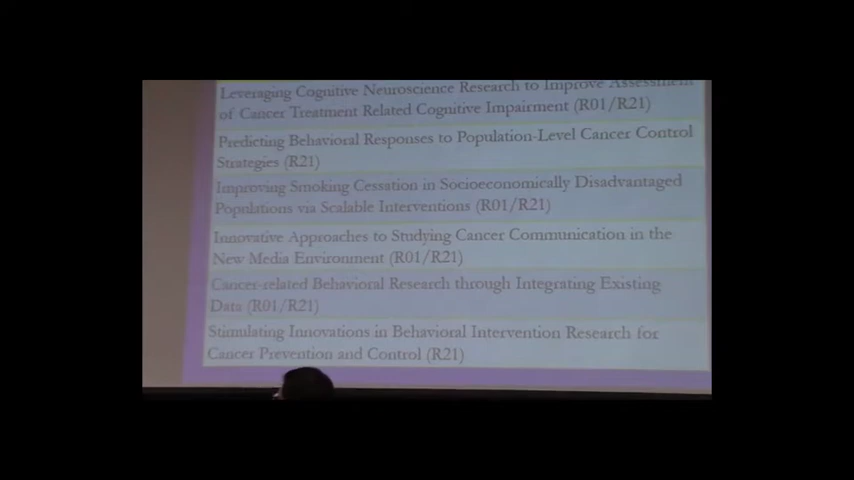 Leveraging Cognitive Neuroscience Research to Improve Assessment
of Cancer Treatment Related Cognitive Impairment (R01/R21)
Predicting Behavioral Responses to Population-Level Cancer Control
Strategies (R21)
Improving Smoking Cessation in Socioeconomically Disadvantaged
Populations via Scalable Interventions (R01/R21)
Innovative Approaches to Studying Cancer Communication in the
New Media Environment (R01/R21)
Cancer-related Behavioral Research through Integrating Existing
Data (R01/R21)
Stimulating Innovations in Behavioral Intervention Research for
Cancer Prevention and Control (R21)